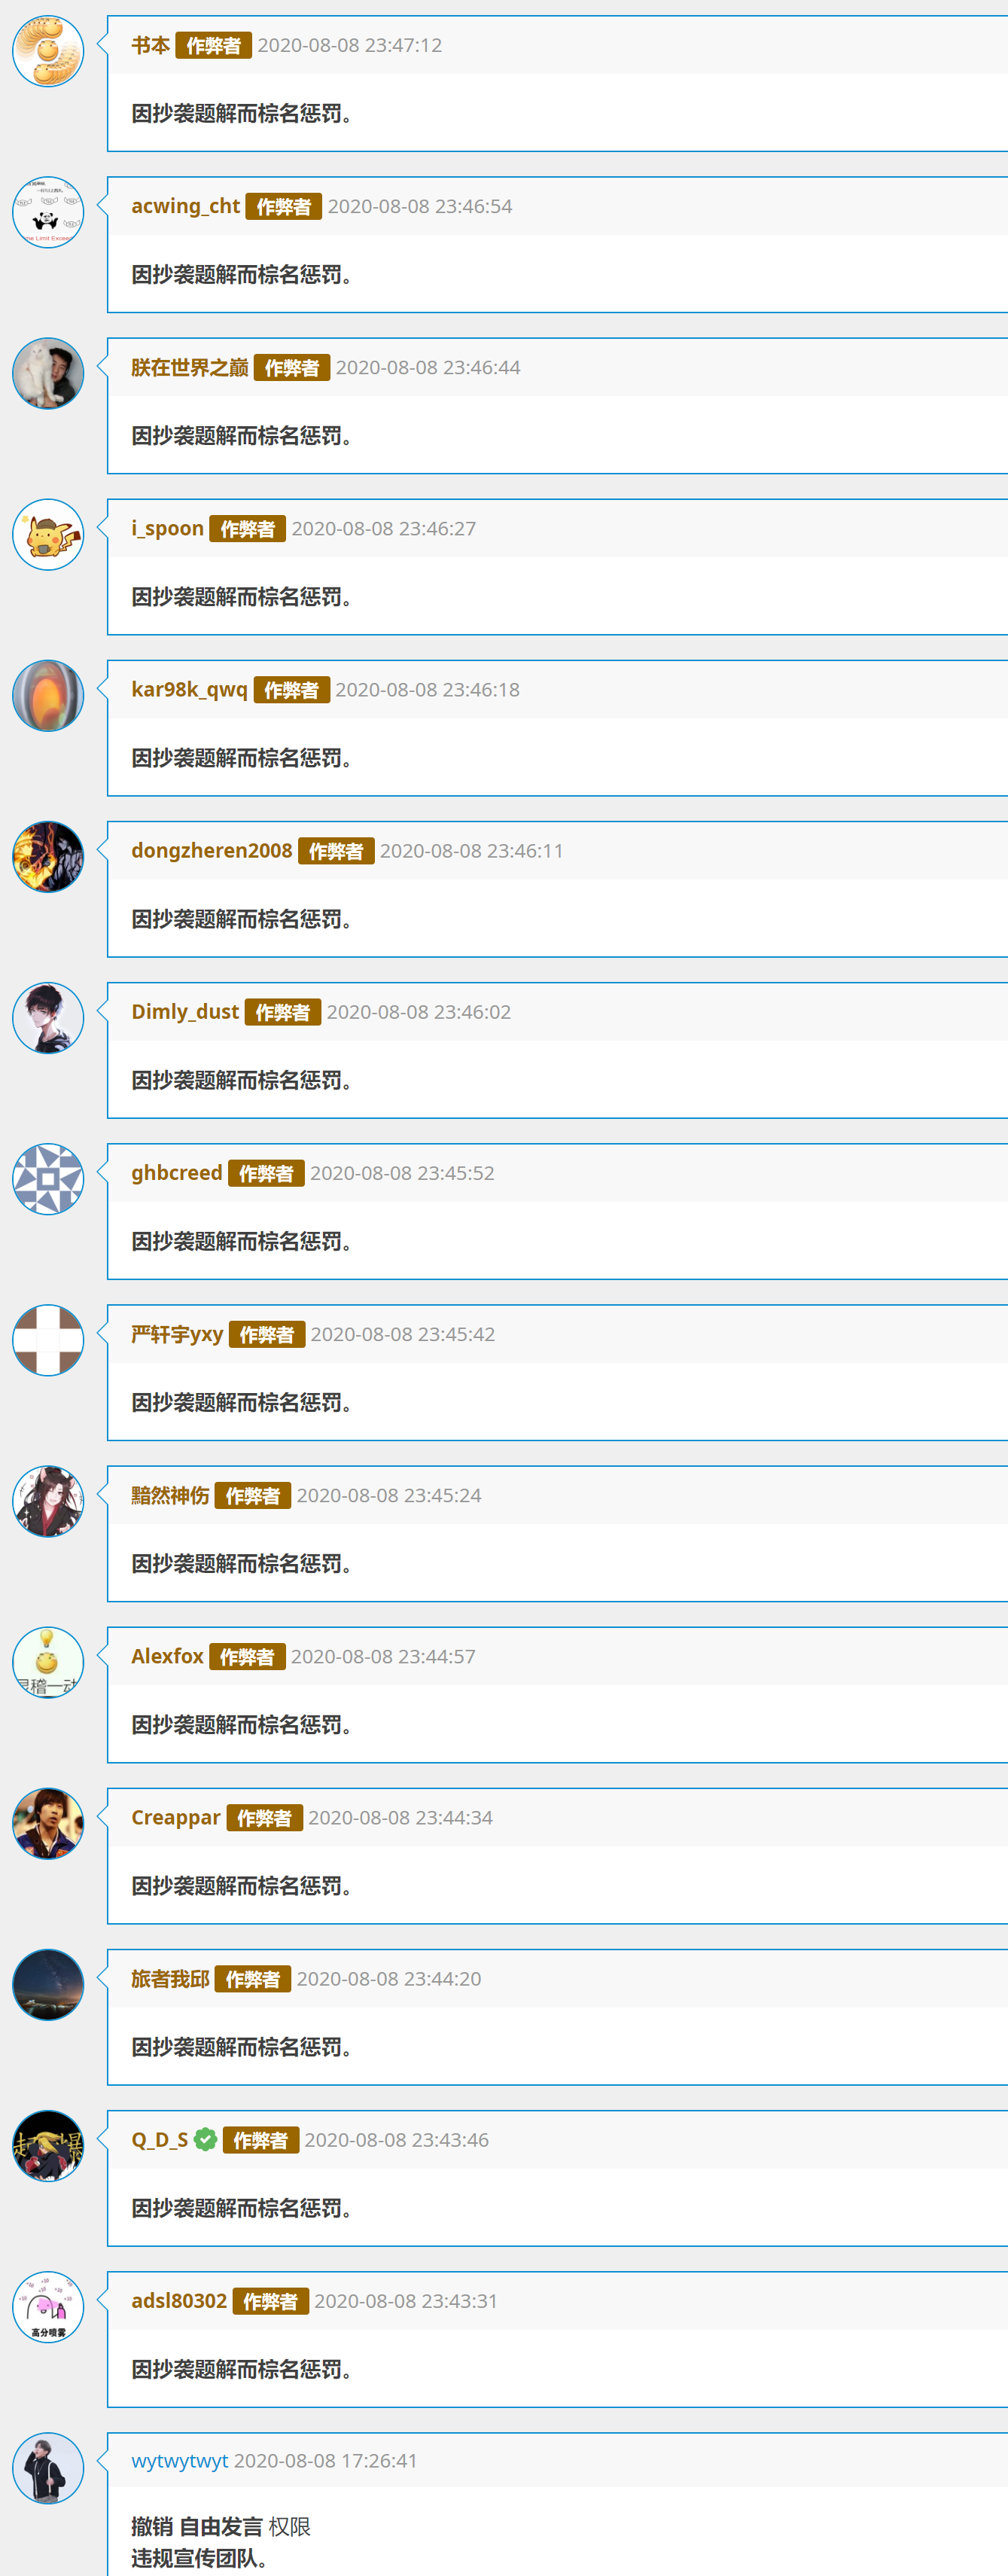 书本 作弊者 2020-08-08 23:47:12
因抄袭题解而棕名惩罚。
acwing_cht 作弊者 2020-08-08 23:46:54
因抄袭题解而棕名惩罚。
朕在世界之巅 作弊者 2020-08-08 23:46:44
因抄袭题解而棕名惩罚。
i_spoon 作弊者 2020-08-08 23:46:27
因抄袭题解而棕名惩罚。
kar98k_qwq 作弊者 2020-08-08 23:46:18
因抄袭题解而棕名惩罚。
dongzheren2008 作弊者 2020-08-08 23:46:11
因抄袭题解而棕名惩罚。
Dimly_dust 作弊者 2020-08-08 23:46:02
因抄袭题解而棕名惩罚。
ghbcreed 作弊者 2020-08-08 23:45:52
因抄袭题解而棕名惩罚。
严轩宇yxy 作弊者 2020-08-08 23:45:42
因抄袭题解而棕名惩罚。
黯然神伤 作弊者 2020-08-08 23:45:24
因抄袭题解而棕名惩罚。
Alexfox 作弊者 2020-08-08 23:44:57
因抄袭题解而棕名惩罚。
Creappar 作弊者 2020-08-08 23:44:34
因抄袭题解而棕名惩罚。
旅者我邱 作弊者 2020-08-08 23:44:20
因抄袭题解而棕名惩罚。
Q_D_S 作弊者 2020-08-08 23:43:46
因抄袭题解而棕名惩罚。
adsl80302 作弊者 2020-08-08 23:43:31
高分喷雾
因抄袭题解而棕名惩罚。
wytwytwyt 2020-08-08 17:26:41
撤销 自由发言 权限
违规宣传团队。